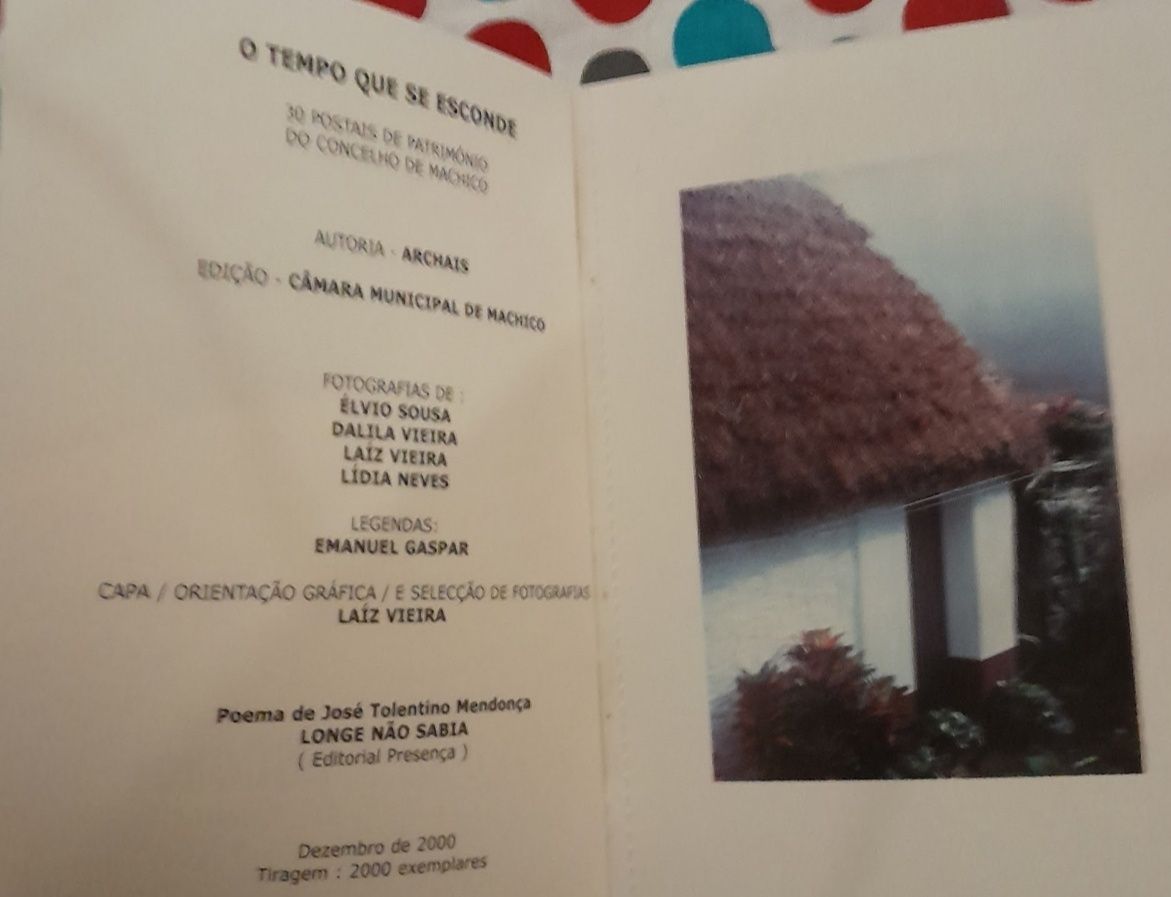 O TEMPO QUE SE ESCONDE
30 POSTAIS DE PATRIMÓNIO
DO CONCELHO DE MACHICO
AUTORIA - ARCHAIS
EDIÇÃO - CÂMARA MUNICIPAL DE MACHICO
FOTOGRAFIAS DE :
ÉLVIO SOUSA
DALILA VIEIRA
LAÍZ VIEIRA
LÍDIA NEVES
LEGENDAS:
EMANUEL GASPAR
CAPA / ORIENTAÇÃO GRÁFICA / E SELECÇÃO DE FOTOGRAFIAS
LAÍZ VIEIRA
Poema de José Tolentino Mendonça
LONGE NÃO SABIA
( Editorial Presença )
Dezembro de 2000
Tiragem : 2000 exemplares